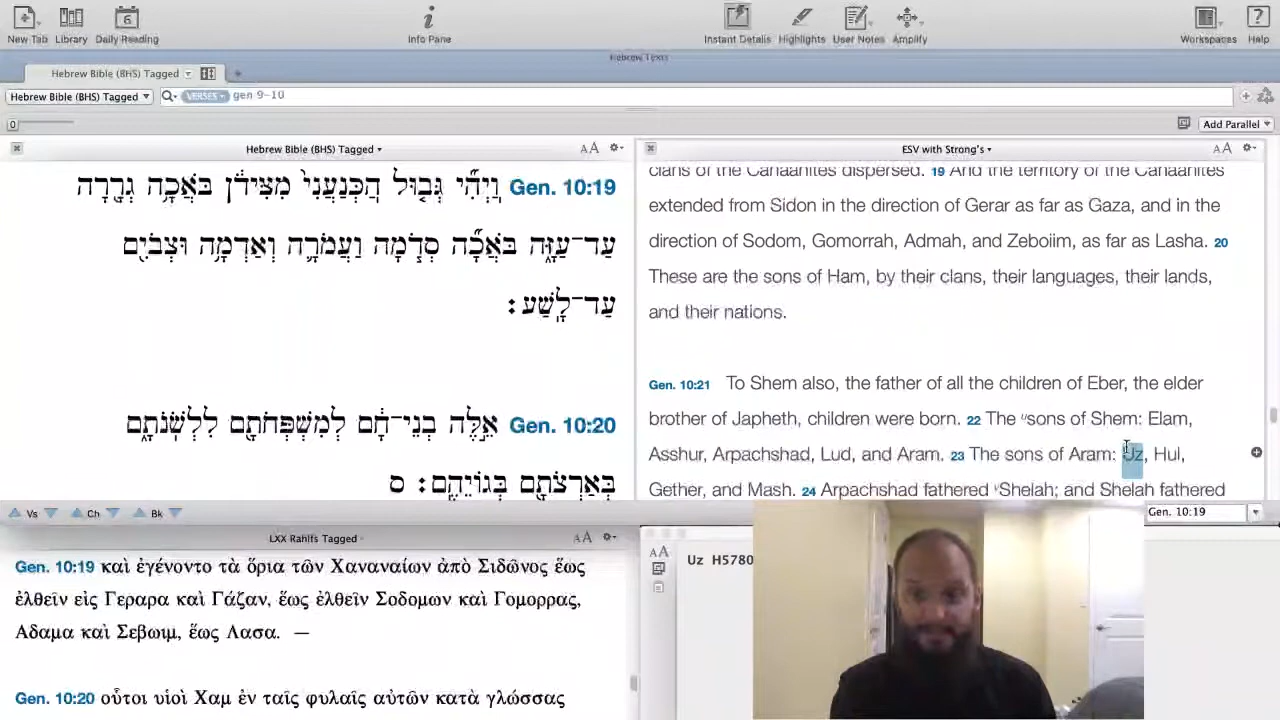 New Tab Library Daily Reading Info Pane Instant Details Highlights User Notes Amplify Workspaces Help
Hebrew Texts
Hebrew Bible (BHS) Tagged
Hebrew Bible (BHS) Tagged VERSES gen 9-10
0 Add Parallel
Hebrew Bible (BHS) Tagged
Gen. 10:19 וַֽיְהִ֞י גְּב֤וּל הַֽכְּנַעֲנִי֙ מִצִּידֹ֔ן בֹּאֲכָ֥ה גְרָ֖רָה
עַד־עַזָּ֑ה בֹּאֲכָ֞ה סְדֹ֧מָה וַעֲמֹרָ֛ה וְאַדְמָ֥ה וּצְבֹיִ֖ם
עַד־לָֽשַׁע׃
Gen. 10:20 אֵ֣לֶּה בְנֵי־חָ֔ם לְמִשְׁפְּחֹתָ֖ם לִלְשֹֽׁנֹתָ֑ם
בְּאַרְצֹתָ֖ם בְּגוֹיֵהֶֽם׃ ס
AA
ESV with Strong's
AA
clans of the Canaanites dispersed. 19 And the territory of the Canaanites
extended from Sidon in the direction of Gerar as far as Gaza, and in the
direction of Sodom, Gomorrah, Admah, and Zeboiim, as far as Lasha. 20
These are the sons of Ham, by their clans, their languages, their lands,
and their nations.
Gen. 10:21 To Shem also, the father of all the children of Eber, the elder
brother of Japheth, children were born. 22 The sons of Shem: Elam,
Asshur, Arpachshad, Lud, and Aram. 23 The sons of Aram: Uz, Hul,
Gether, and Mash. 24 Arpachshad fathered Shelah; and Shelah fathered
Vs Ch Bk
Gen. 10:19
LXX Rahlfs Tagged
AA
Gen. 10:19 καὶ ἐγένοντο τὰ ὅρια τῶν Χαναναίων ἀπὸ Σιδῶνος ἕως
ἐλθεῖν εἰς Γεραρα καὶ Γάζαν, ἕως ἐλθεῖν Σοδομων καὶ Γομορρας,
Αδαμα καὶ Σεβωιμ, ἕως Λασα. —
Gen. 10:20 οὗτοι υἱοὶ Χαμ ἐν ταῖς φυλαῖς αὐτῶν κατὰ γλώσσας
AA
Uz H5780